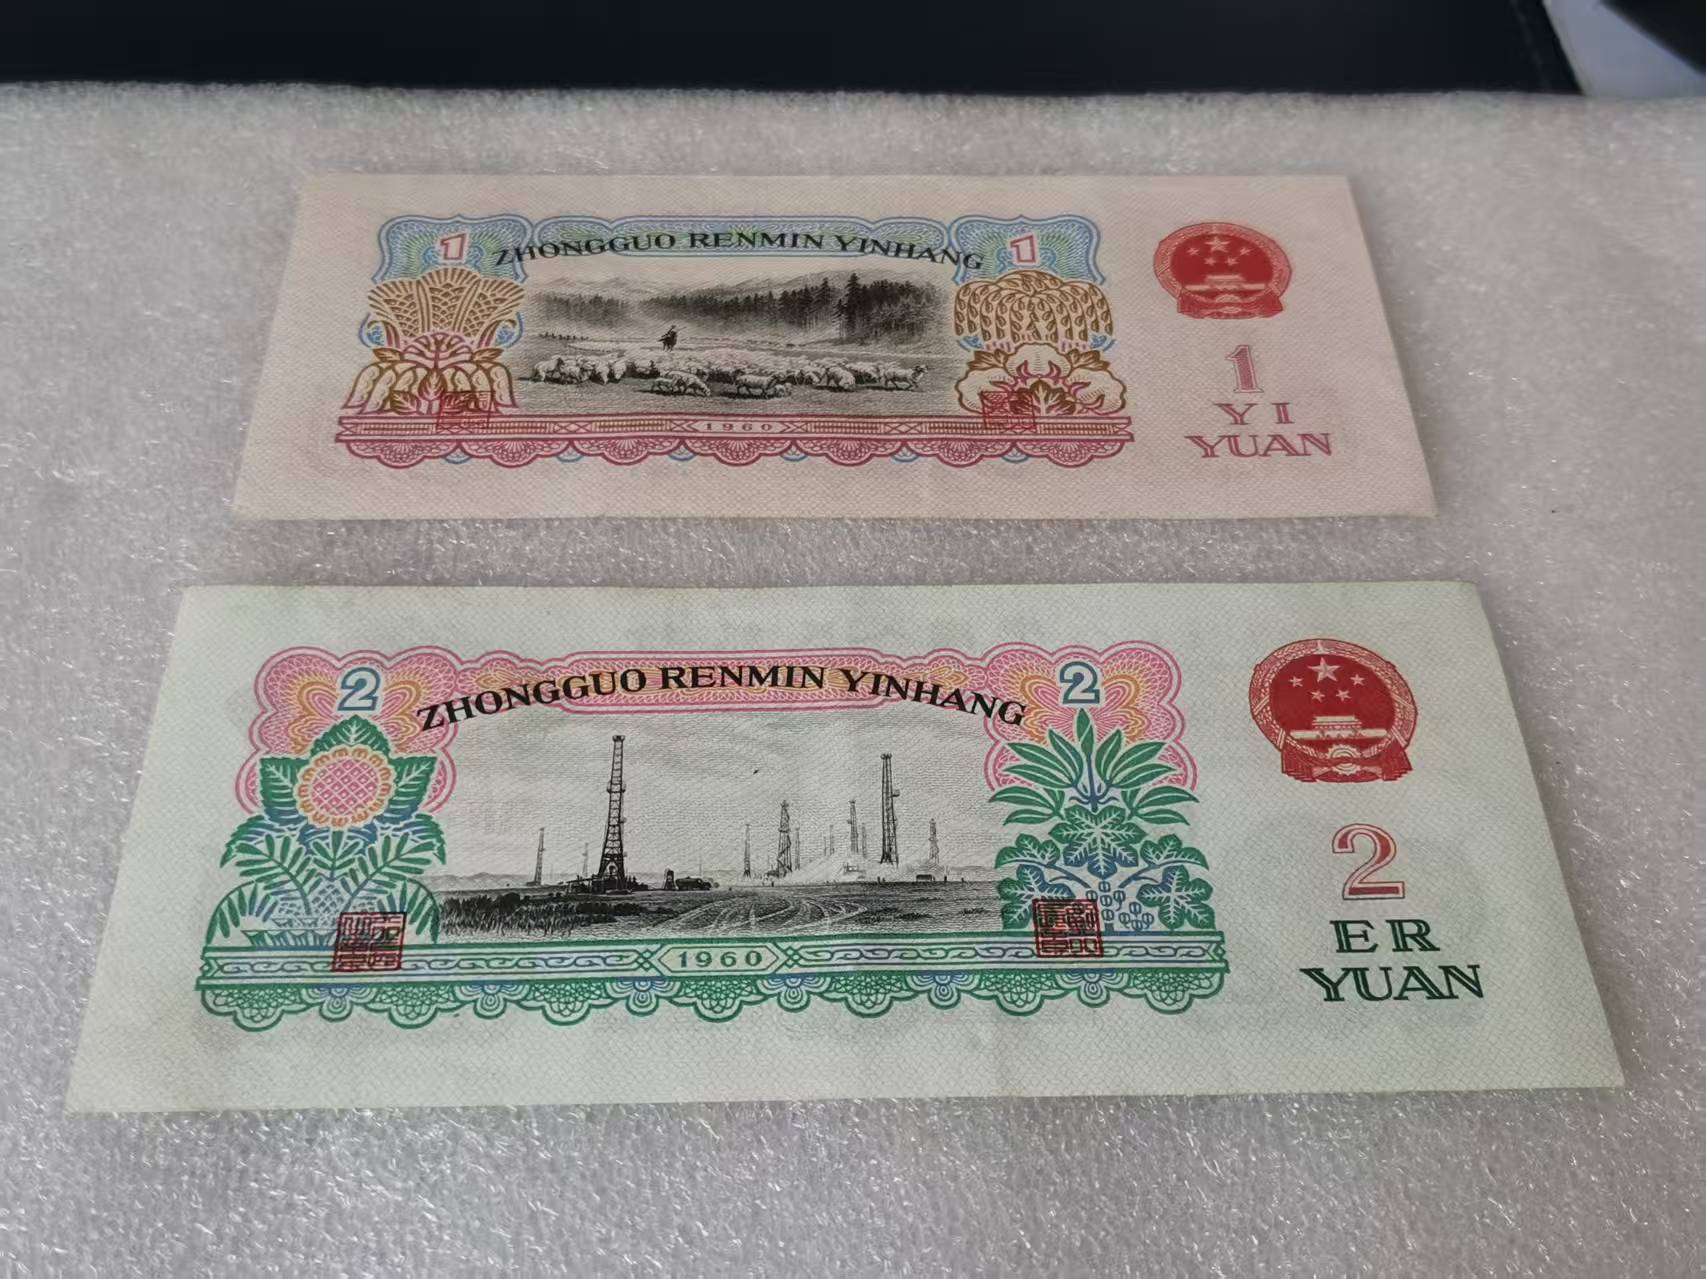 1
ZHONGGUO RENMIN YINHANG
1
1960
1
YI
YUAN
2
ZHONGGUO RENMIN YINHANG
2
1960
2
ER
YUAN